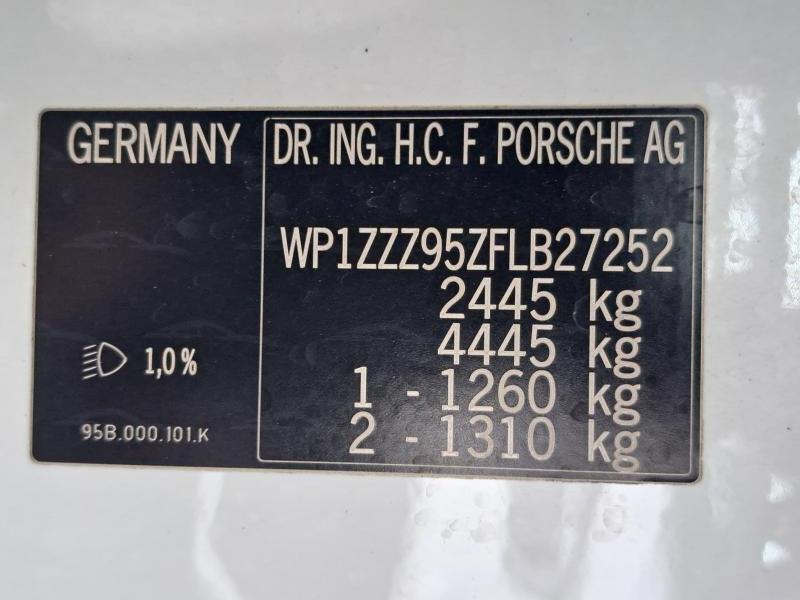 GERMANY
DR. ING. H.C. F. PORSCHE AG
WP1ZZZ95ZFLB27252
2445 kg
4445 kg
1 - 1260 kg
2 - 1310 kg
1,0%
95B.000.101.K